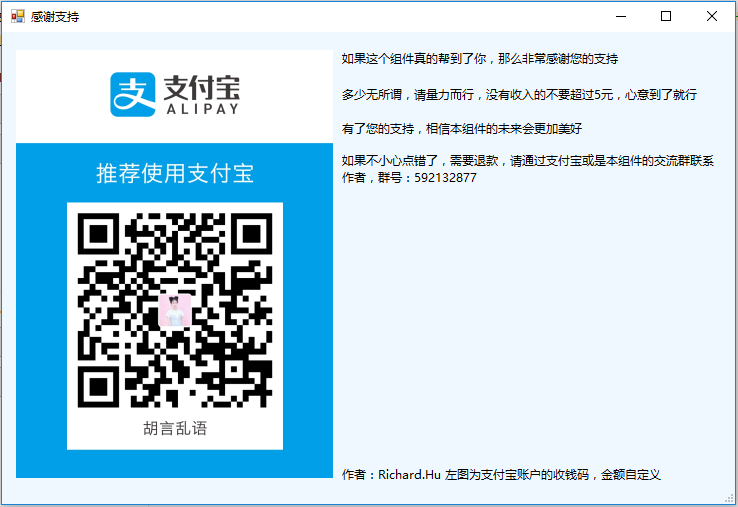 感谢支持
支付宝
ALIPAY
推荐使用支付宝
胡言乱语
如果这个组件真的帮到了你，那么非常感谢您的支持
多少无所谓，请量力而行，没有收入的不要超过5元，心意到了就行
有了您的支持，相信本组件的未来会更加美好
如果不小心点错了，需要退款，请通过支付宝或是本组件的交流群联系
作者，群号：592132877
作者：Richard.Hu 左图为支付宝账户的收钱码，金额自定义